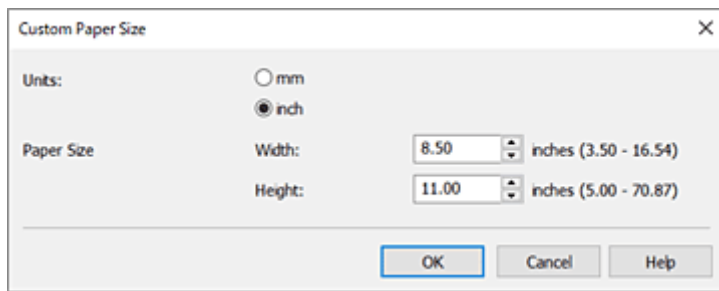 Custom Paper Size
Units: mm
inch
Paper Size Width: 8.50 inches (3.50 - 16.54)
Height: 11.00 inches (5.00 - 70.87)
OK Cancel Help